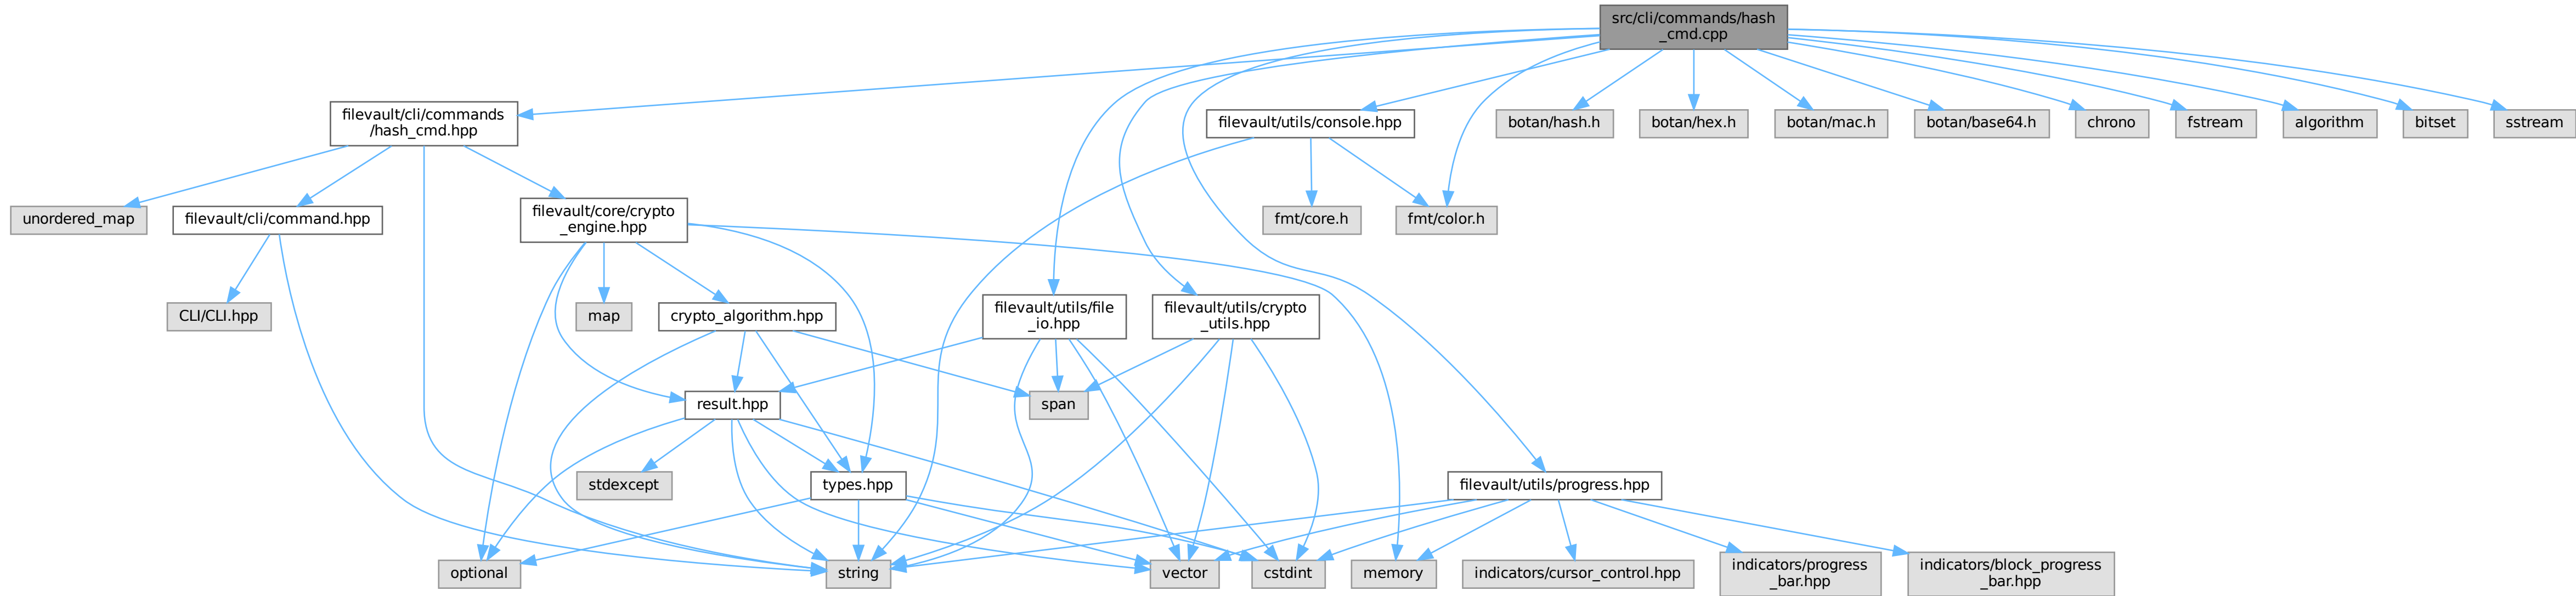 src/cli/commands/hash
_cmd.cpp
filevault/cli/commands
/hash_cmd.hpp
filevault/utils/console.hpp
botan/hash.h
botan/hex.h
botan/mac.h
botan/base64.h
chrono
fstream
algorithm
bitset
sstream
unordered_map
filevault/cli/command.hpp
filevault/core/crypto
_engine.hpp
fmt/core.h
fmt/color.h
CLI/CLI.hpp
map
crypto_algorithm.hpp
filevault/utils/file
_io.hpp
filevault/utils/crypto
_utils.hpp
result.hpp
span
stdexcept
types.hpp
filevault/utils/progress.hpp
optional
string
vector
cstdint
memory
indicators/cursor_control.hpp
indicators/progress
_bar.hpp
indicators/block_progress
_bar.hpp